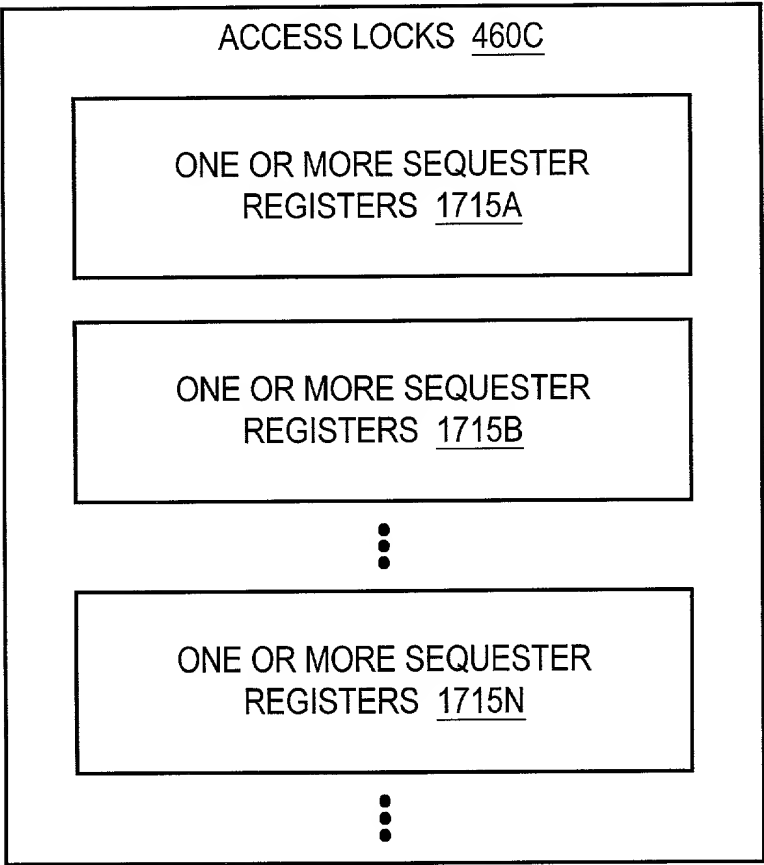 ACCESS LOCKS 460C
ONE OR MORE SEQUESTER
REGISTERS 1715A
ONE OR MORE SEQUESTER
REGISTERS 1715B
ONE OR MORE SEQUESTER
REGISTERS 1715N